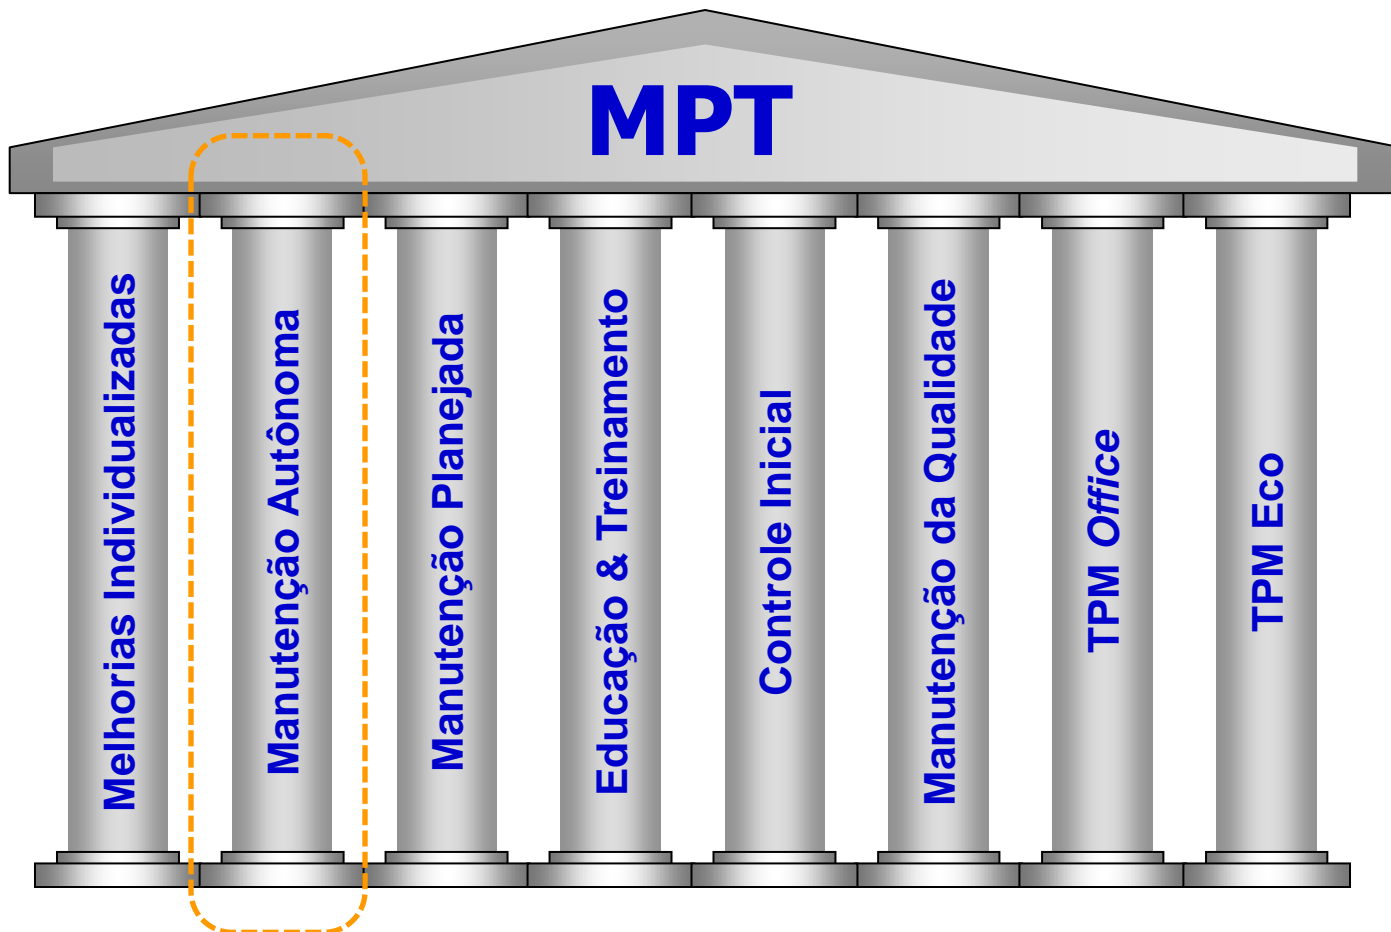 MPT
Melhorias Individualizadas
Manutenção Autônoma
Manutenção Planejada
Educação & Treinamento
Controle Inicial
Manutenção da Qualidade
TPM Office
TPM Eco